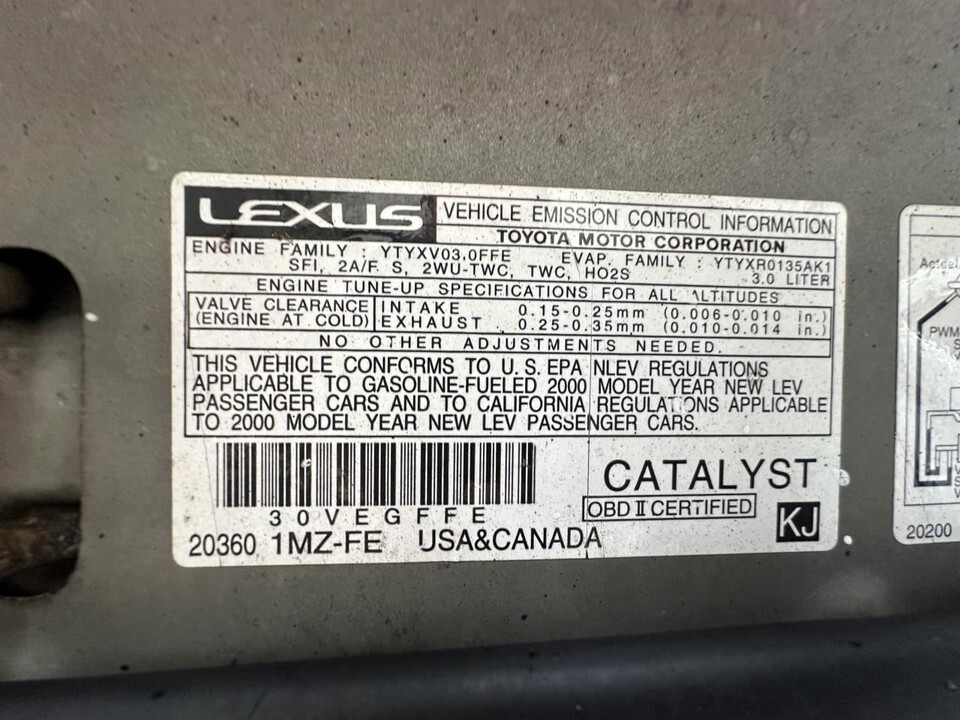 LEXUS VEHICLE EMISSION CONTROL INFORMATION
TOYOTA MOTOR CORPORATION
ENGINE FAMILY : YTYXV03.0FFE EVAP. FAMILY : YTYXR0135AK1
SFI, 2A/F S, 2WU-TWC, TWC, HO2S 3.0 LITER
ENGINE TUNE-UP SPECIFICATIONS FOR ALL ALTITUDES
VALVE CLEARANCE INTAKE 0.15-0.25mm (0.006-0.010 in.)
(ENGINE AT COLD) EXHAUST 0.25-0.35mm (0.010-0.014 in.)
NO OTHER ADJUSTMENTS NEEDED.
THIS VEHICLE CONFORMS TO U.S. EPA NLEV REGULATIONS
APPLICABLE TO GASOLINE-FUELED 2000 MODEL YEAR NEW LEV
PASSENGER CARS AND TO CALIFORNIA REGULATIONS APPLICABLE
TO 2000 MODEL YEAR NEW LEV PASSENGER CARS.
CATALYST
OBD II CERTIFIED
30VEGFFE
KJ
20360 1MZ-FE USA&CANADA
Actual
PWM
20200